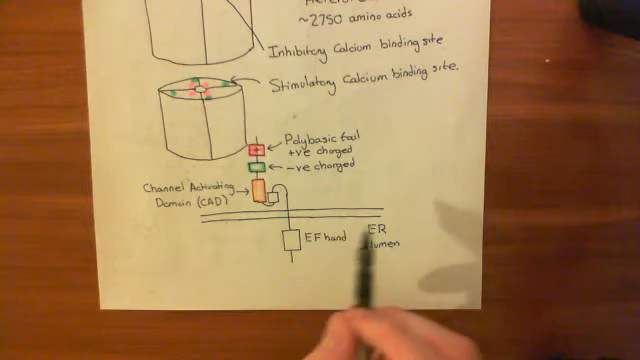 ~2750 amino acids
Inhibitory Calcium binding site
Stimulatory Calcium binding site.
Polybasic tail
+ve charged
-ve charged
Channel Activating
Domain (CAD)
EF hand
ER
lumen